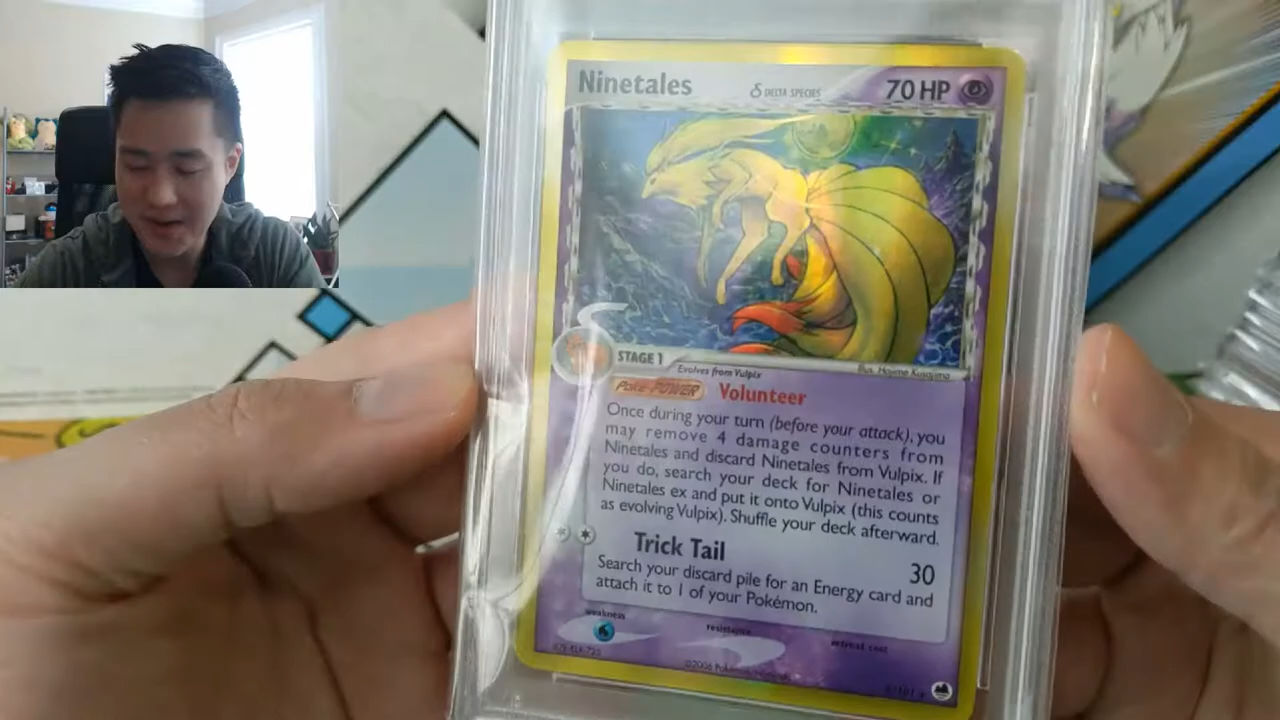 Ninetales
δ DELTA SPECIES
70 HP
STAGE 1
Evolves from Vulpix
Illus. Hajime Kusajima
Poké-POWER Volunteer
Once during your turn (before your attack), you
may remove 4 damage counters from
Ninetales and discard Ninetales from Vulpix. If
you do, search your deck for Ninetales or
Ninetales ex and put it onto Vulpix (this counts
as evolving Vulpix). Shuffle your deck afterward.
Trick Tail
30
Search your discard pile for an Energy card and
attach it to 1 of your Pokémon.
weakness
resistance
retreat cost
©2006 Pokémon/Nintendo